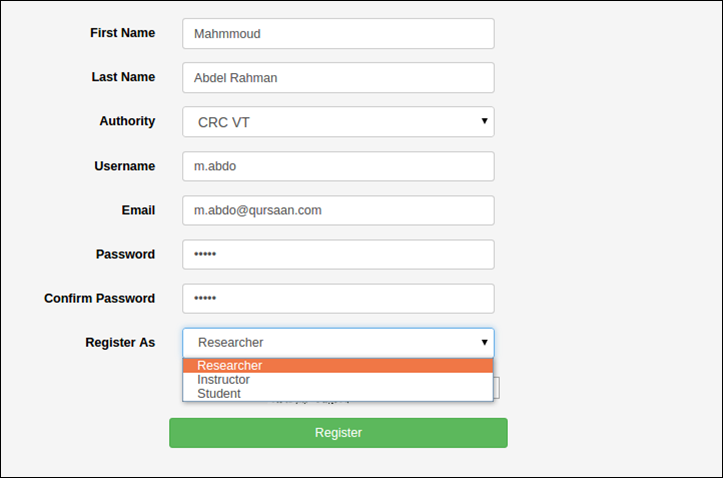 First Name Mahmmoud
Last Name Abdel Rahman
Authority CRC VT
Username m.abdo
Email m.abdo@qursaan.com
Password •••••
Confirm Password •••••
Register As Researcher
Researcher
Instructor
Student
Register